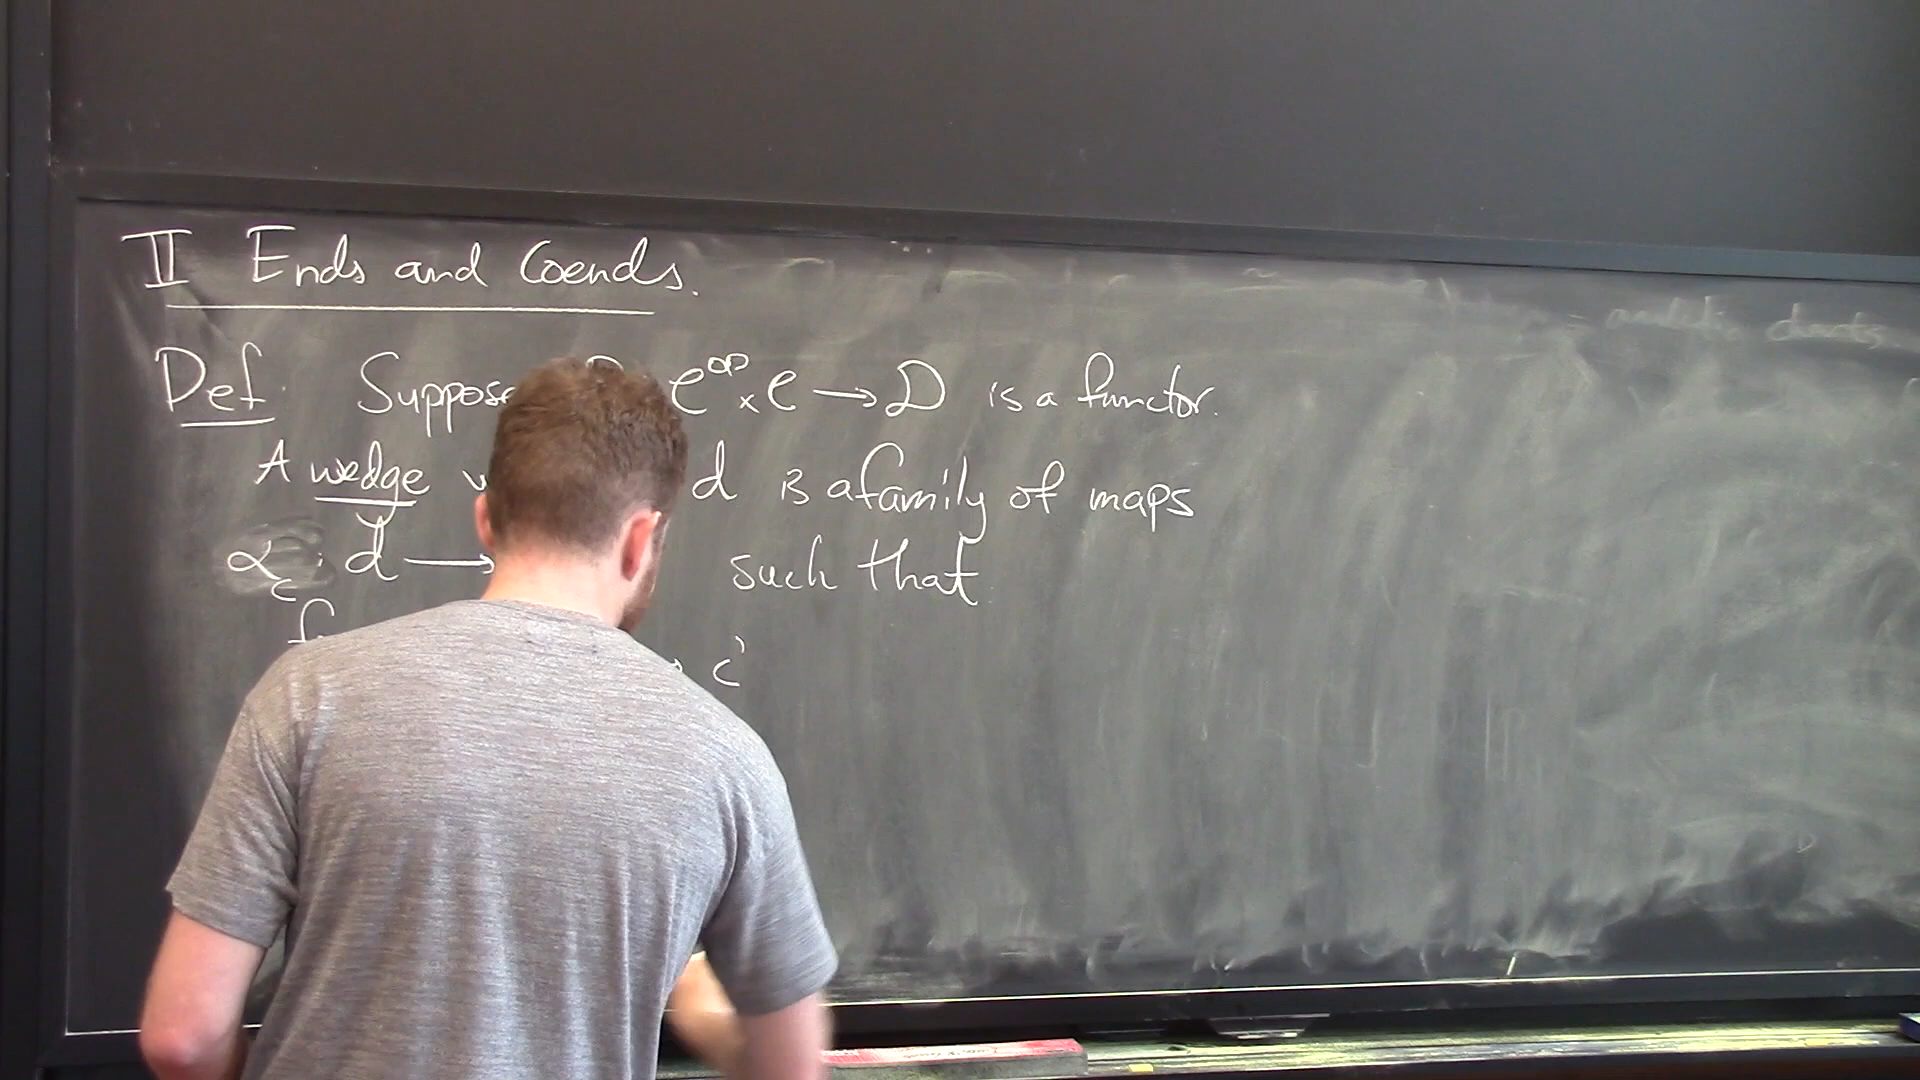 II Ends and Coends.
Def: Suppose e^op × e → D is a functor.
A wedge d is a family of maps
α_c : d → such that
f → c'